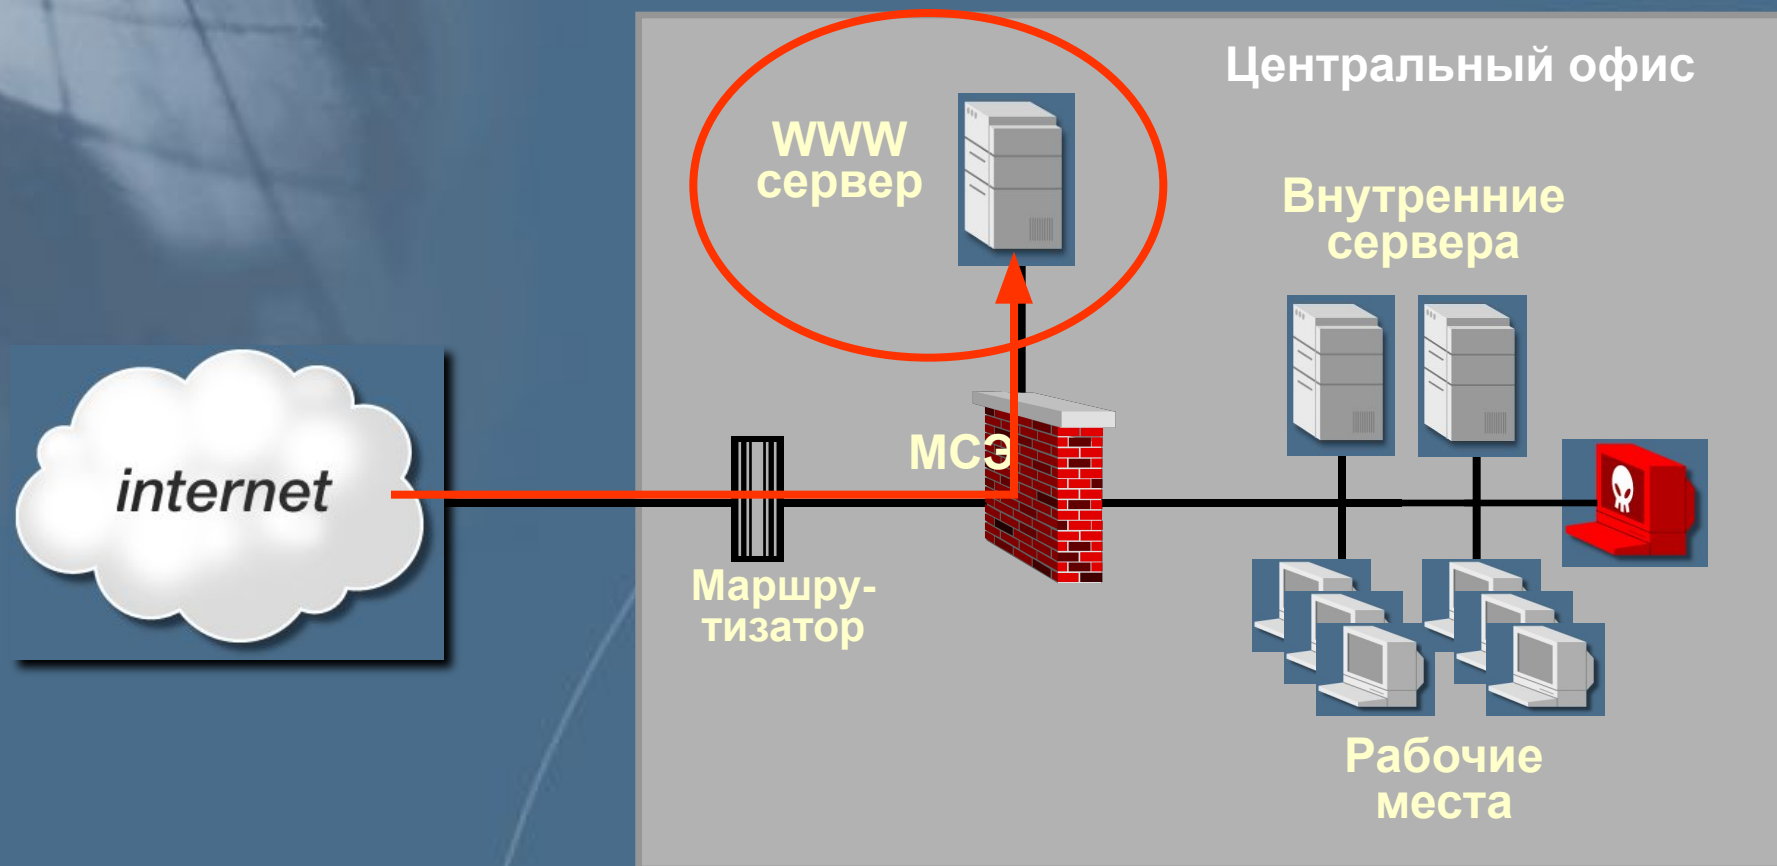 Центральный офис
WWW
сервер
Внутренние
сервера
internet
МСЭ
Маршру-
тизатор
Рабочие
места